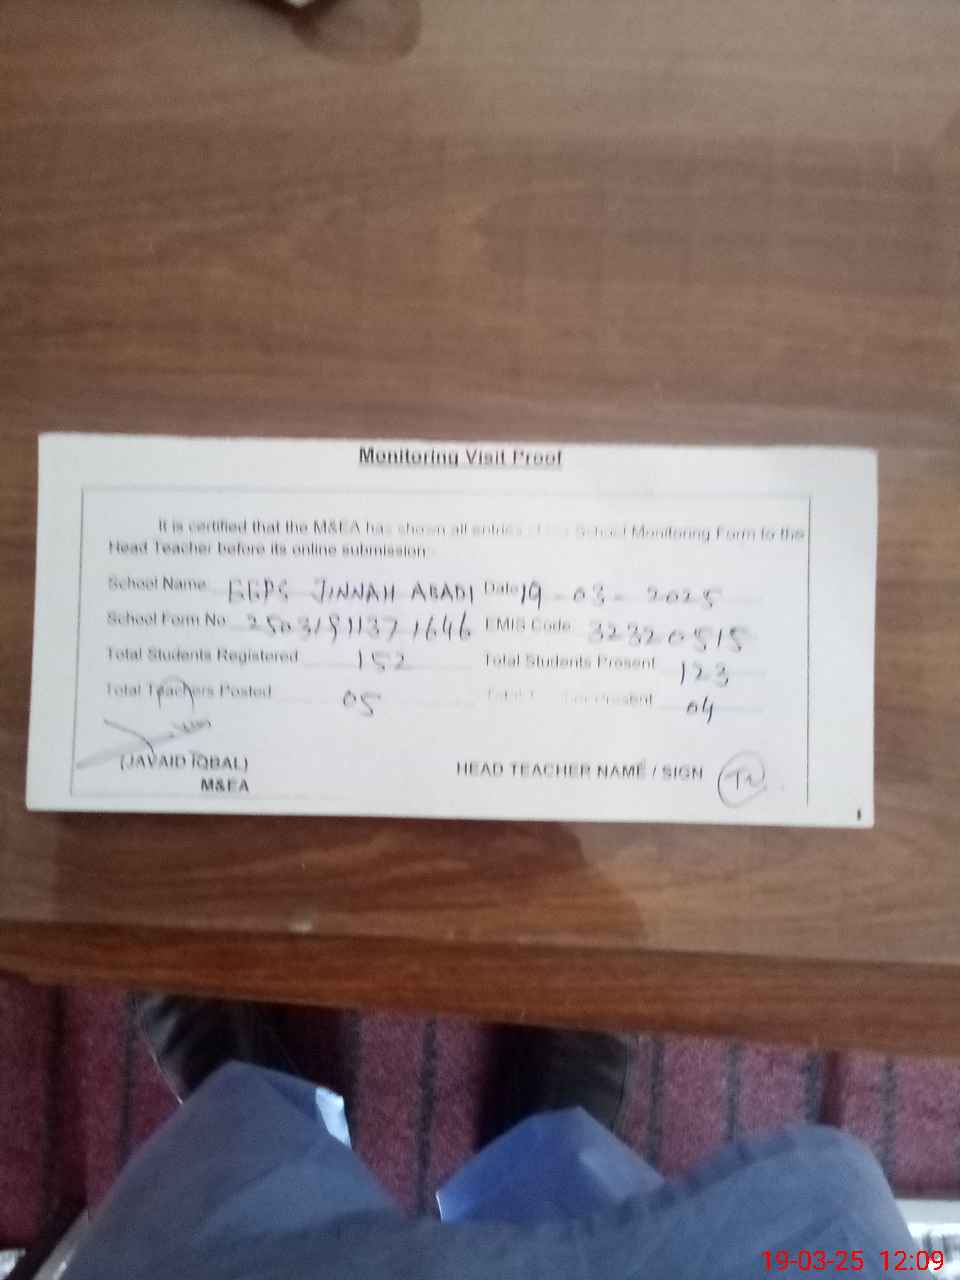 Monitoring Visit Proof
It is certified that the M&EA has shown all entries of School Monitoring Form to the
Head Teacher before its online submission.
School Name GGPS JINNAH ABADI Date 19-03-2025
School Form No. 25031911371646 EMIS Code 32320515
Total Students Registered 152 Total Students Present 123
Total Teachers Posted 05 Total Present 04
(JAVAID IQBAL)
M&EA
HEAD TEACHER NAME / SIGN
19-03-25 12:09